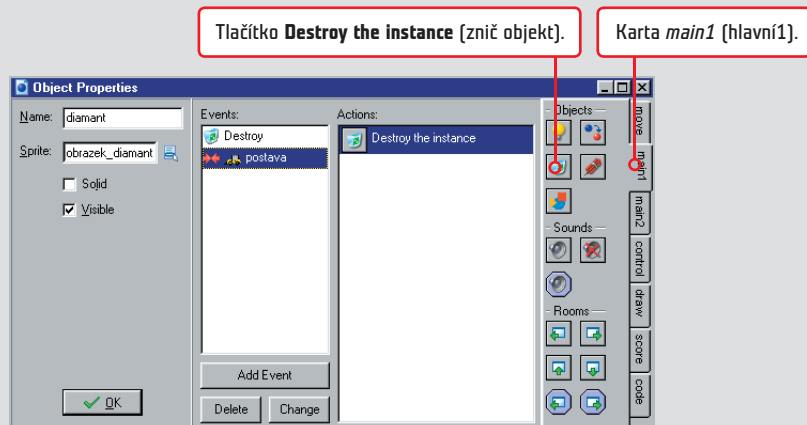 Tlačítko Destroy the instance (znič objekt).
Karta main1 (hlavní1).
Object Properties
Name: diamant
Sprite: obrazek_diamant
Solid
Visible
OK
Events:
Destroy
postava
Add Event
Delete
Change
Actions:
Destroy the instance
Objects
Sounds
Rooms
move
main1
main2
control
draw
score
code